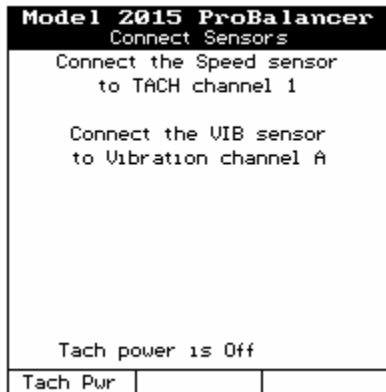 Model 2015 ProBalancer
Connect Sensors
Connect the Speed sensor
to TACH channel 1
Connect the VIB sensor
to Vibration channel A
Tach power is Off
Tach Pwr